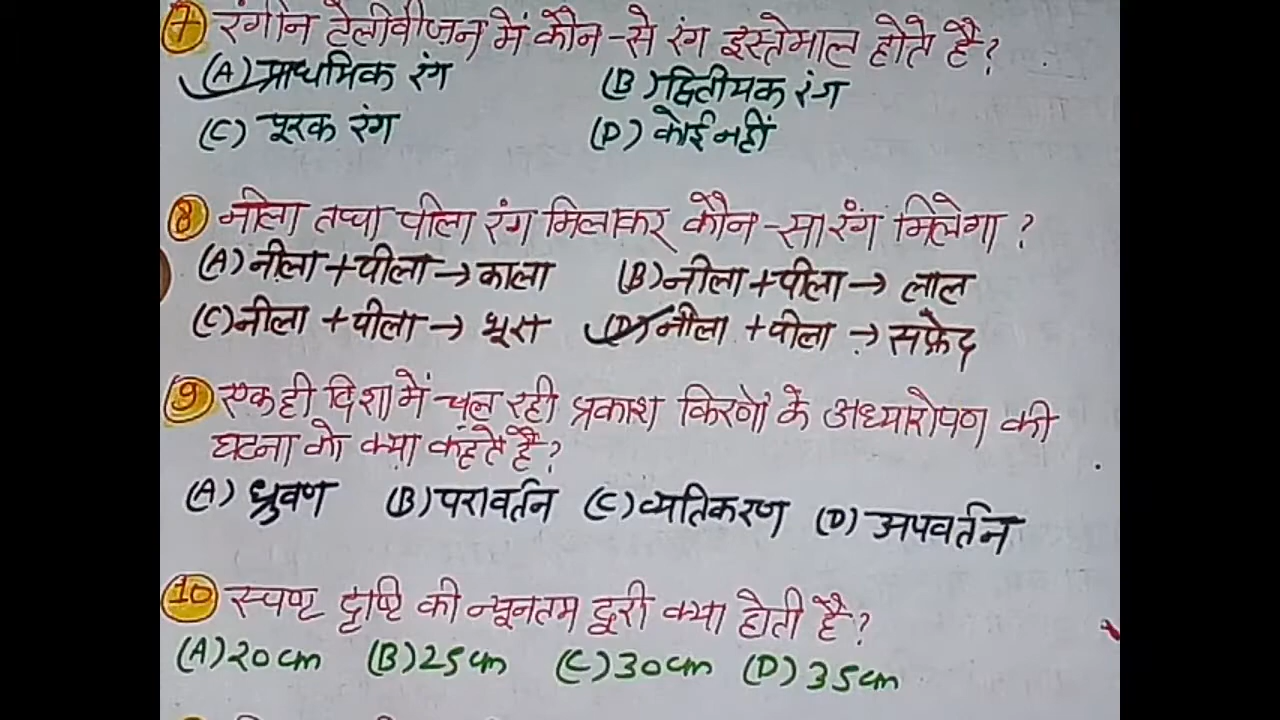 7 रंगीन टेलीवीज़न में कौन-से रंग इस्तेमाल होते है?
(A) प्राथमिक रंग (B) द्वितीयक रंग
(C) पूरक रंग (D) कोई नहीं
8 नीला तथा पीला रंग मिलाकर कौन-सा रंग मिलेगा?
(A) नीला + पीला → काला (B) नीला + पीला → लाल
(C) नीला + पीला → भूरा (D) नीला + पीला → सफ़ेद
9 एक ही दिशा में चल रही प्रकाश किरणों के अध्यारोपण की
घटना को क्या कहते है?
(A) ध्रुवण (B) परावर्तन (C) व्यतिकरण (D) अपवर्तन
10 स्पष्ट दृष्टि की न्यूनतम दूरी क्या होती है?
(A) 20 cm (B) 25 cm (C) 30 cm (D) 35 cm